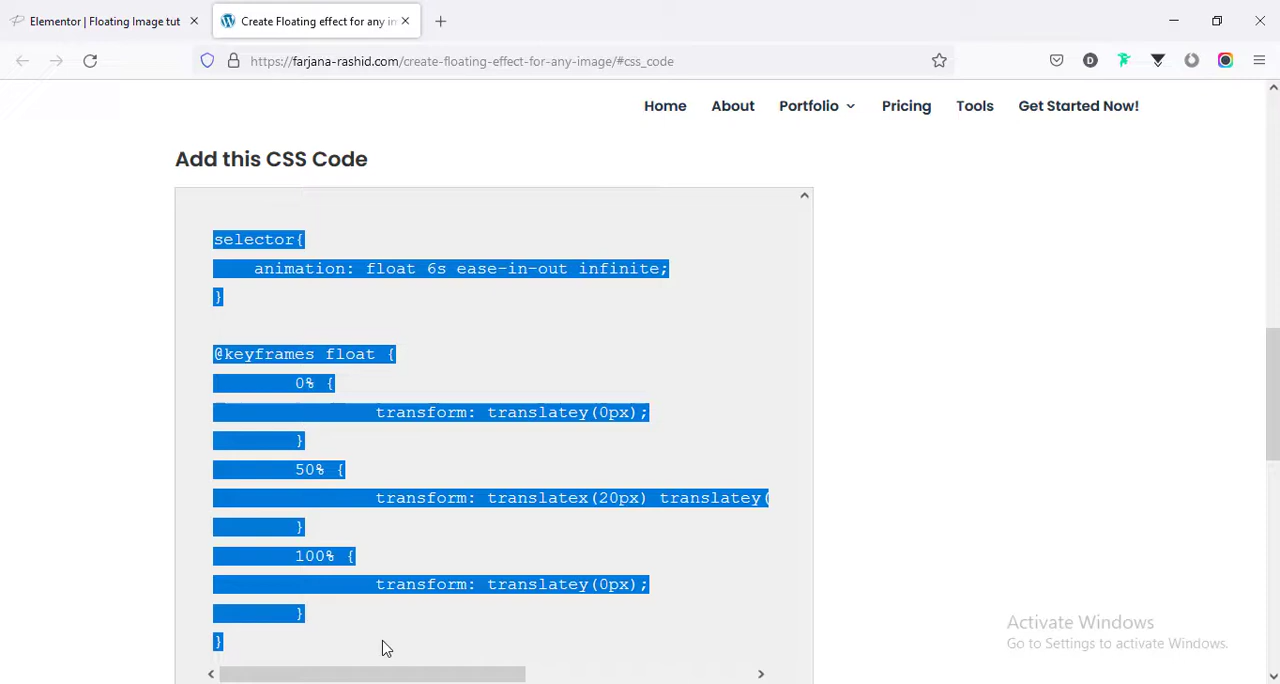 Elementor | Floating Image tut
Create Floating effect for any in
https://farjana-rashid.com/create-floating-effect-for-any-image/#css_code
D
Home About Portfolio Pricing Tools Get Started Now!
Add this CSS Code
selector{
    animation: float 6s ease-in-out infinite;
}
@keyframes float {
        0% {
                transform: translatey(0px);
        }
        50% {
                transform: translatex(20px) translatey(
        }
        100% {
                transform: translatey(0px);
        }
}
Activate Windows
Go to Settings to activate Windows.